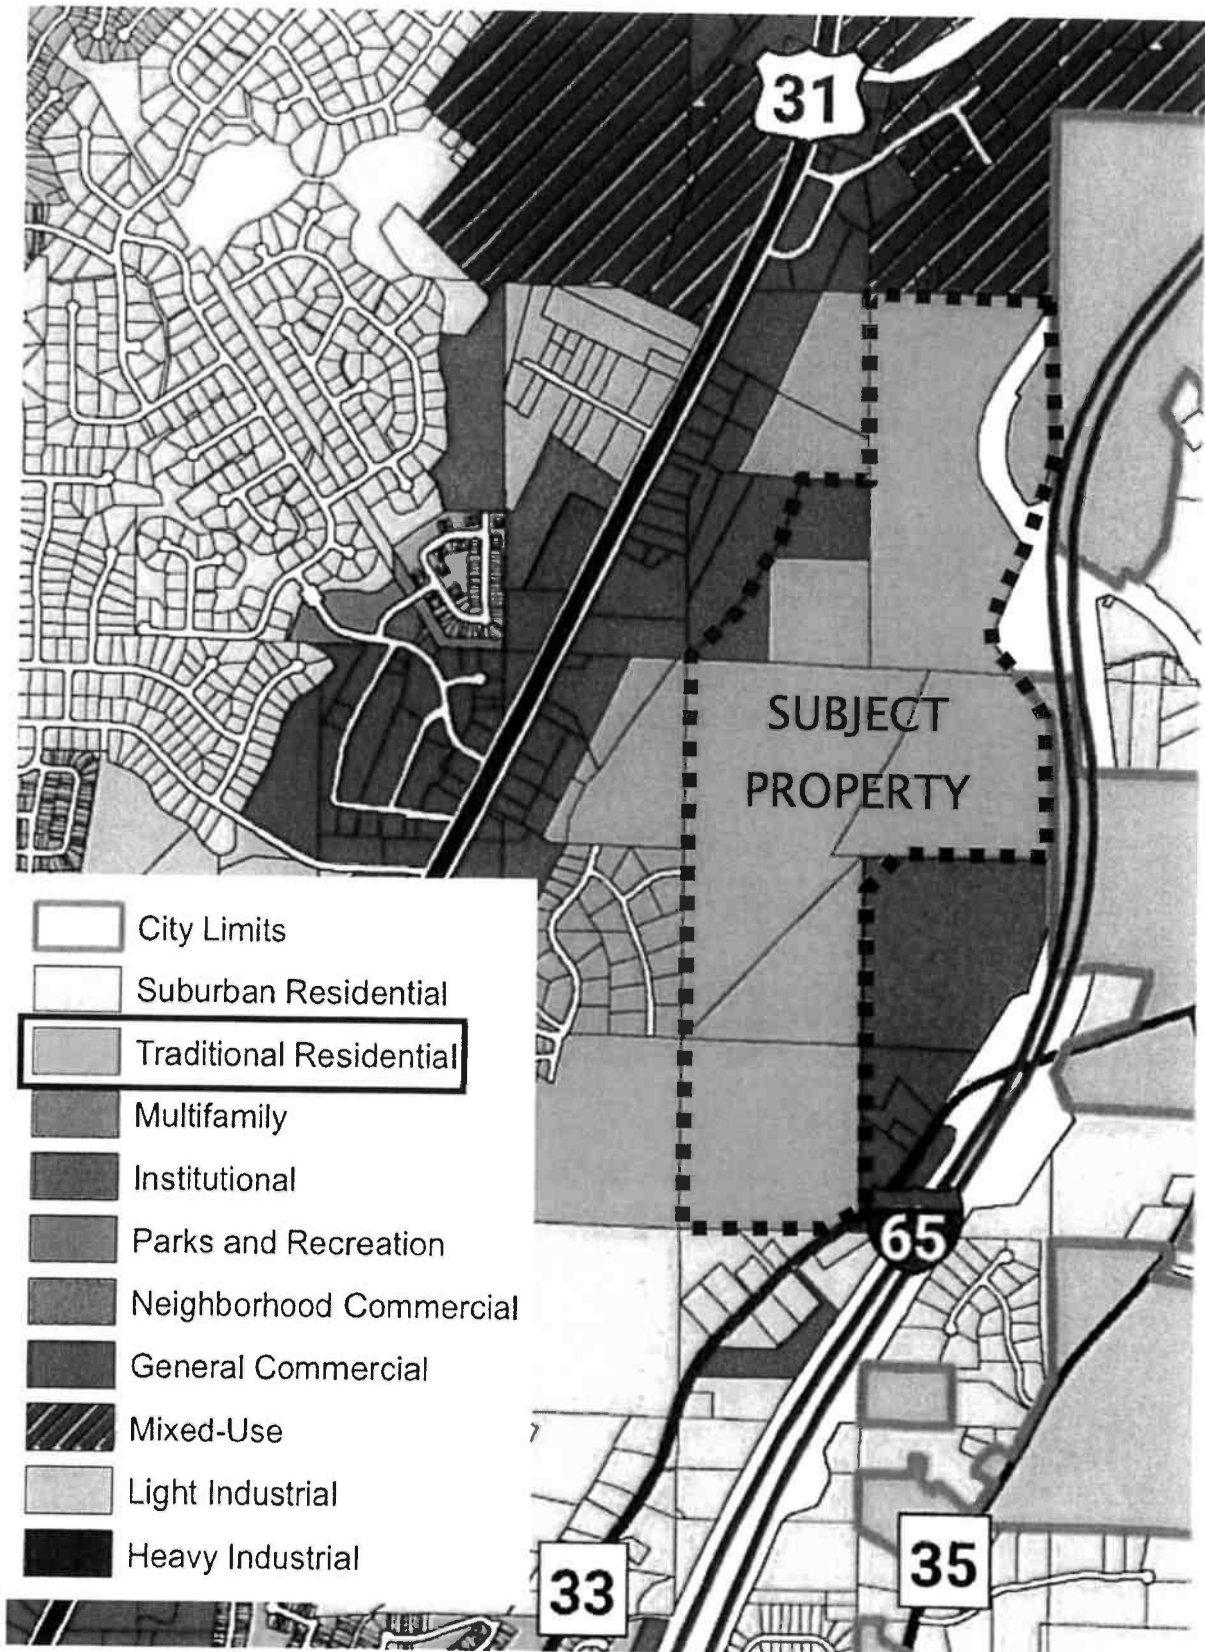 31
SUBJECT
PROPERTY
City Limits
Suburban Residential
Traditional Residential
Multifamily
Institutional
Parks and Recreation
Neighborhood Commercial
General Commercial
Mixed-Use
Light Industrial
Heavy Industrial
65
33
35